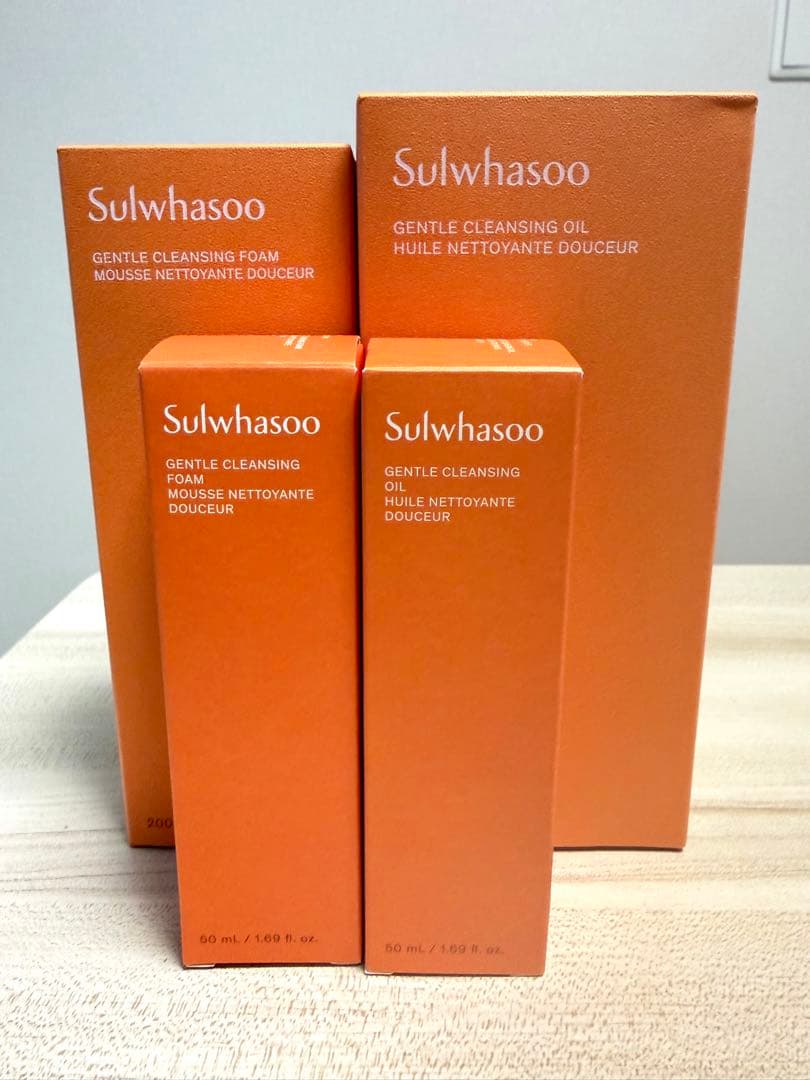 Sulwhasoo
GENTLE CLEANSING FOAM
MOUSSE NETTOYANTE DOUCEUR
200
Sulwhasoo
GENTLE CLEANSING OIL
HUILE NETTOYANTE DOUCEUR
Sulwhasoo
GENTLE CLEANSING
FOAM
MOUSSE NETTOYANTE
DOUCEUR
50 mL / 1.69 fl. oz.
Sulwhasoo
GENTLE CLEANSING
OIL
HUILE NETTOYANTE
DOUCEUR
50 mL / 1.69 fl. oz.